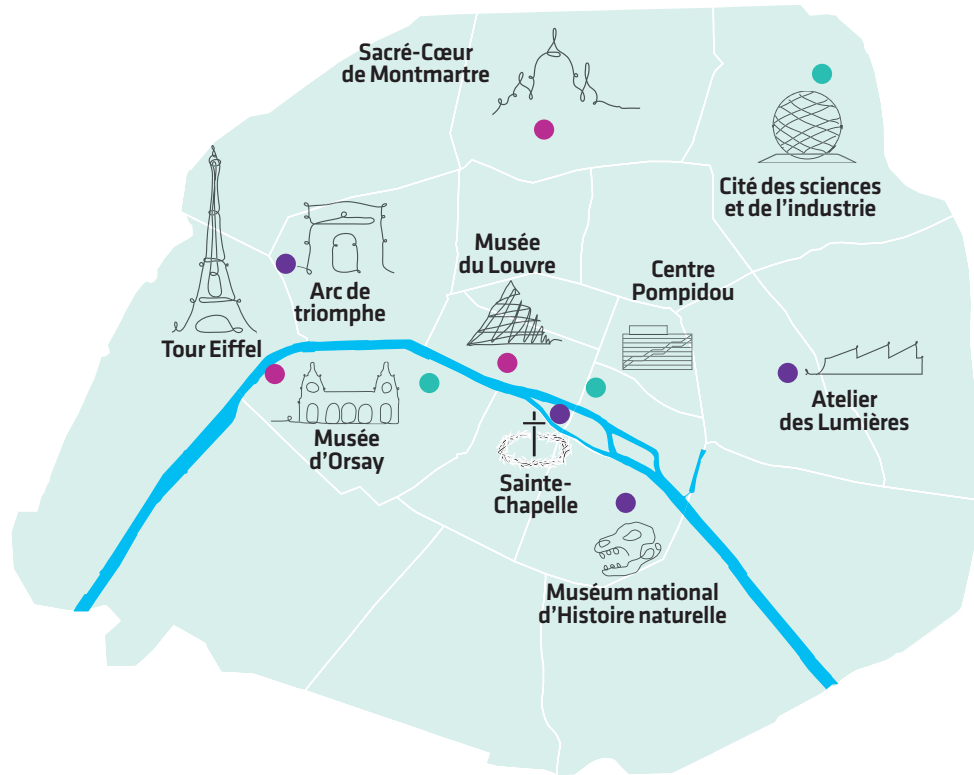 Sacré-Cœur
de Montmartre
Cité des sciences
et de l’industrie
Musée
du Louvre
Centre
Pompidou
Arc de
triomphe
Tour Eiffel
Musée
d’Orsay
Atelier
des Lumières
Sainte-
Chapelle
Muséum national
d’Histoire naturelle